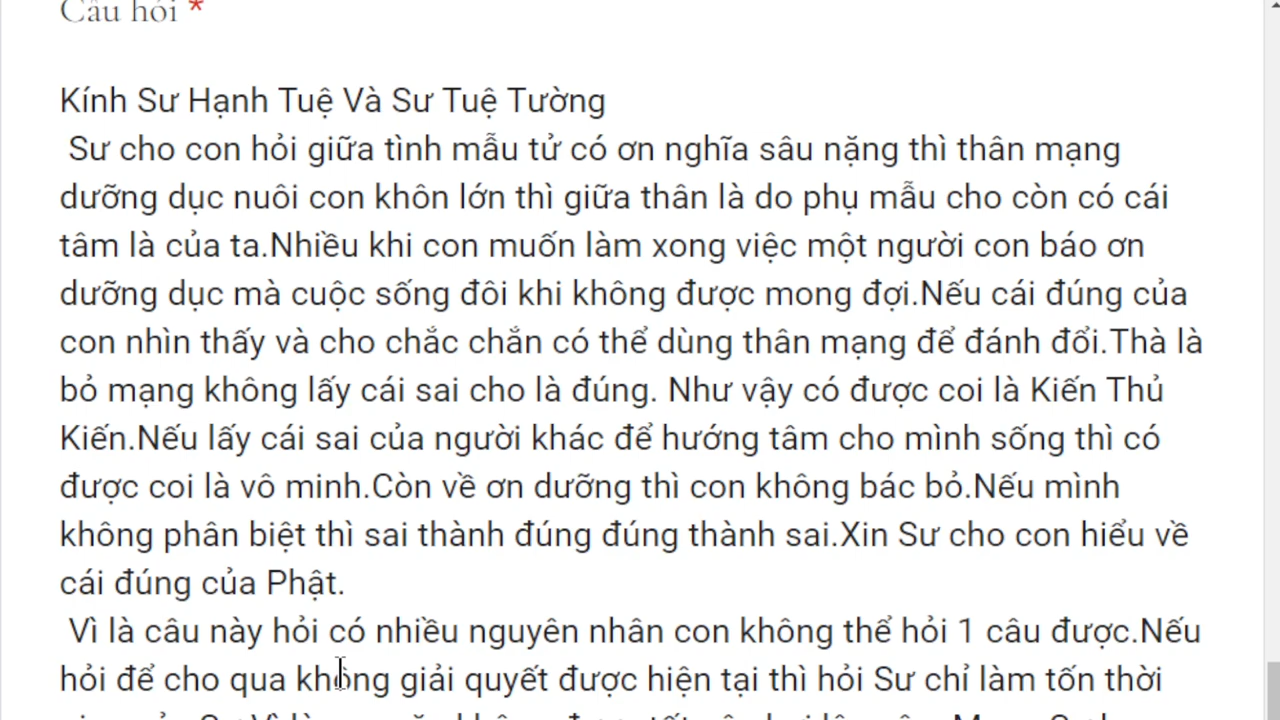 Câu hỏi *
Kính Sư Hạnh Tuệ Và Sư Tuệ Tường
Sư cho con hỏi giữa tình mẫu tử có ơn nghĩa sâu nặng thì thân mạng
dưỡng dục nuôi con khôn lớn thì giữa thân là do phụ mẫu cho còn có cái
tâm là của ta.Nhiều khi con muốn làm xong việc một người con báo ơn
dưỡng dục mà cuộc sống đôi khi không được mong đợi.Nếu cái đúng của
con nhìn thấy và cho chắc chắn có thể dùng thân mạng để đánh đổi.Thà là
bỏ mạng không lấy cái sai cho là đúng. Như vậy có được coi là Kiến Thủ
Kiến.Nếu lấy cái sai của người khác để hướng tâm cho mình sống thì có
được coi là vô minh.Còn về ơn dưỡng thì con không bác bỏ.Nếu mình
không phân biệt thì sai thành đúng đúng thành sai.Xin Sư cho con hiểu về
cái đúng của Phật.
Vì là câu này hỏi có nhiều nguyên nhân con không thể hỏi 1 câu được.Nếu
hỏi để cho qua không giải quyết được hiện tại thì hỏi Sư chỉ làm tốn thời